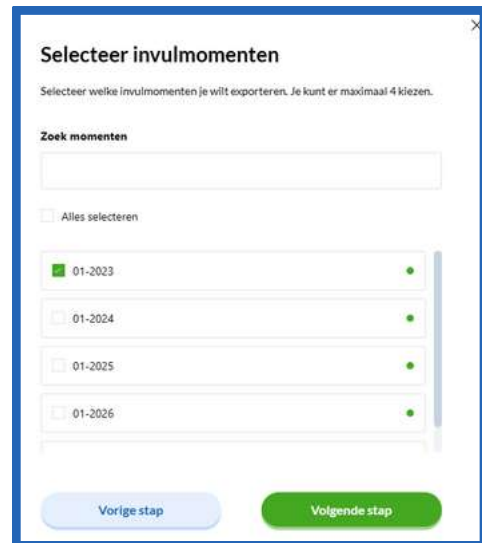 Selecteer invulmomenten
Selecteer welke invulmomenten je wilt exporteren. Je kunt er maximaal 4 kiezen.
Zoek momenten
Alles selecteren
01-2023
01-2024
01-2025
01-2026
Vorige stap
Volgende stap